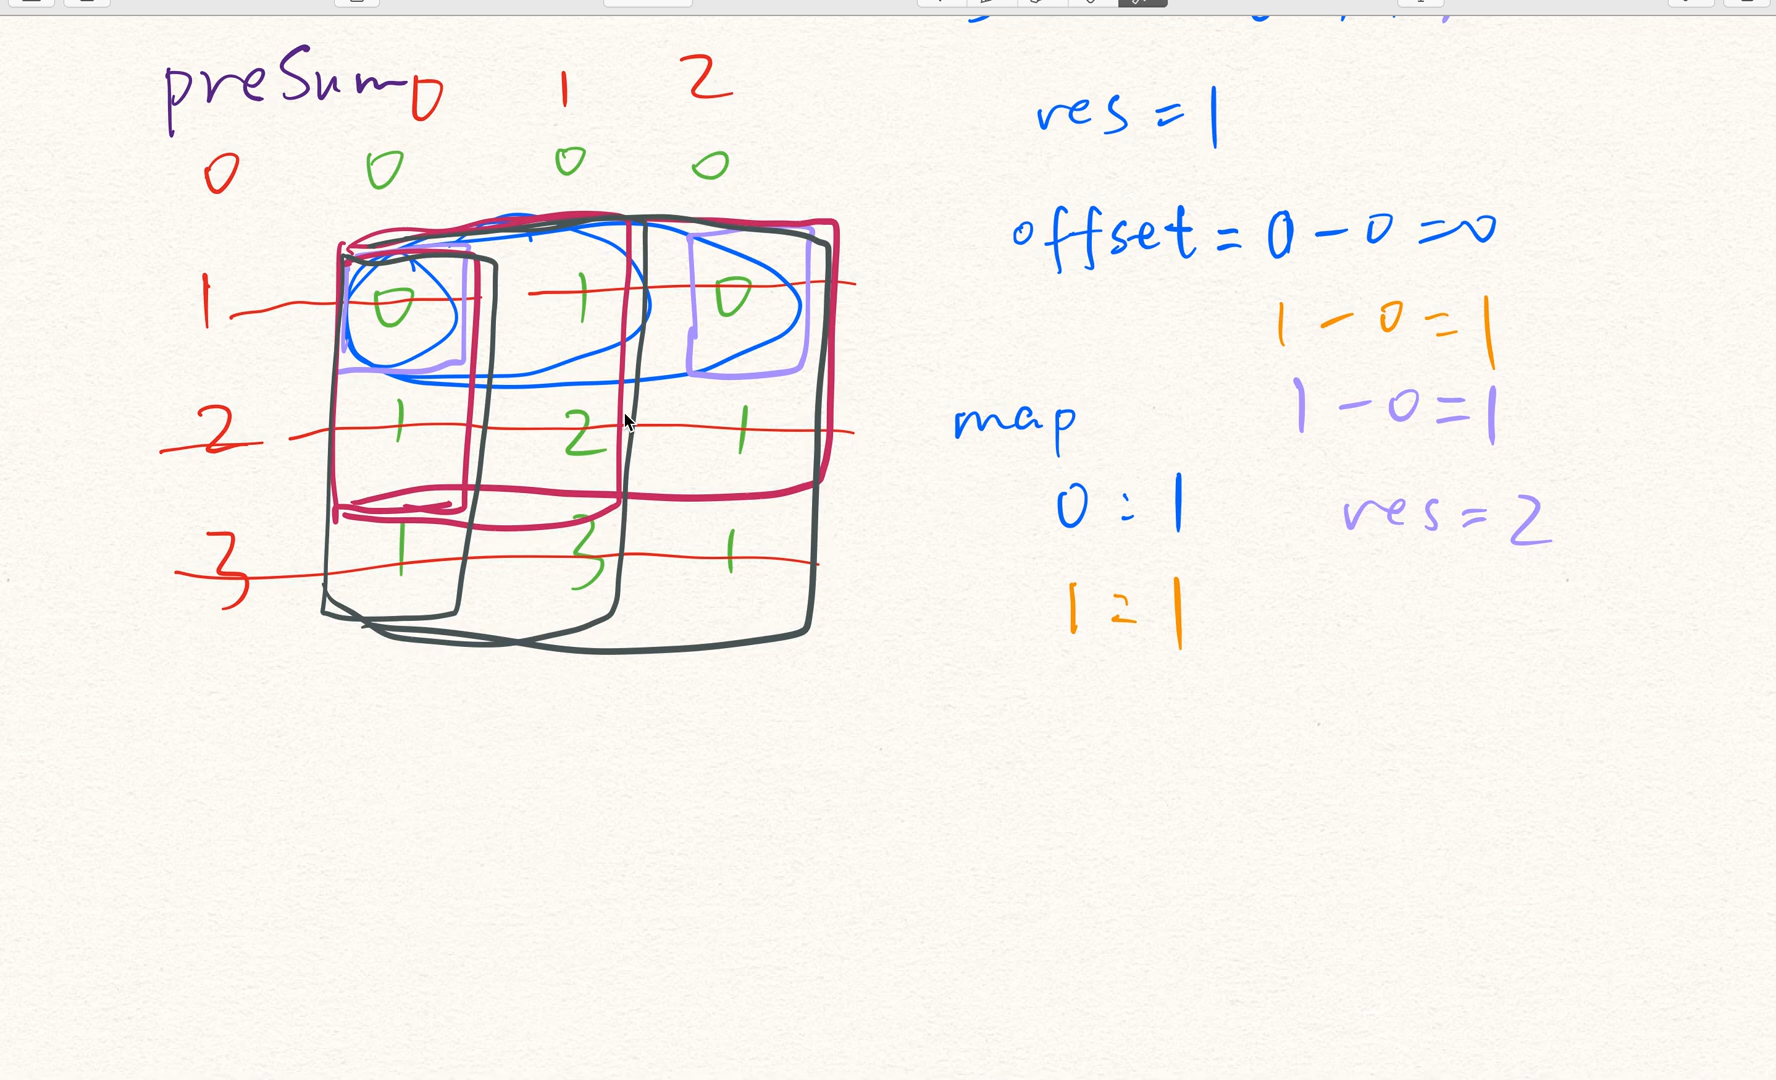 preSum 0 1 2
0 0 0 0
1 0 1 0
2 1 2 1
3 1 3 1
res = 1
offset = 0 - 0 = 0
1 - 0 = 1
1 - 0 = 1
map
0 : 1
res = 2
1 = 1